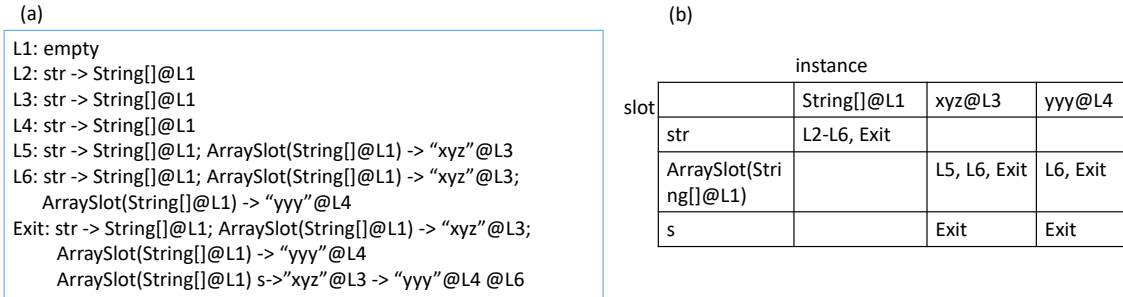 (a)
L1: empty
L2: str -> String[]@L1
L3: str -> String[]@L1
L4: str -> String[]@L1
L5: str -> String[]@L1; ArraySlot(String[]@L1) -> “xyz”@L3
L6: str -> String[]@L1; ArraySlot(String[]@L1) -> “xyz”@L3;
ArraySlot(String[]@L1) -> “yyy”@L4
Exit: str -> String[]@L1; ArraySlot(String[]@L1) -> “xyz”@L3;
ArraySlot(String[]@L1) -> “yyy”@L4
ArraySlot(String[]@L1) s->”xyz”@L3 -> “yyy”@L4 @L6
(b)
instance
slot
String[]@L1 xyz@L3 yyy@L4
str L2-L6, Exit
ArraySlot(Stri L5, L6, Exit L6, Exit
ng[]@L1)
s Exit Exit